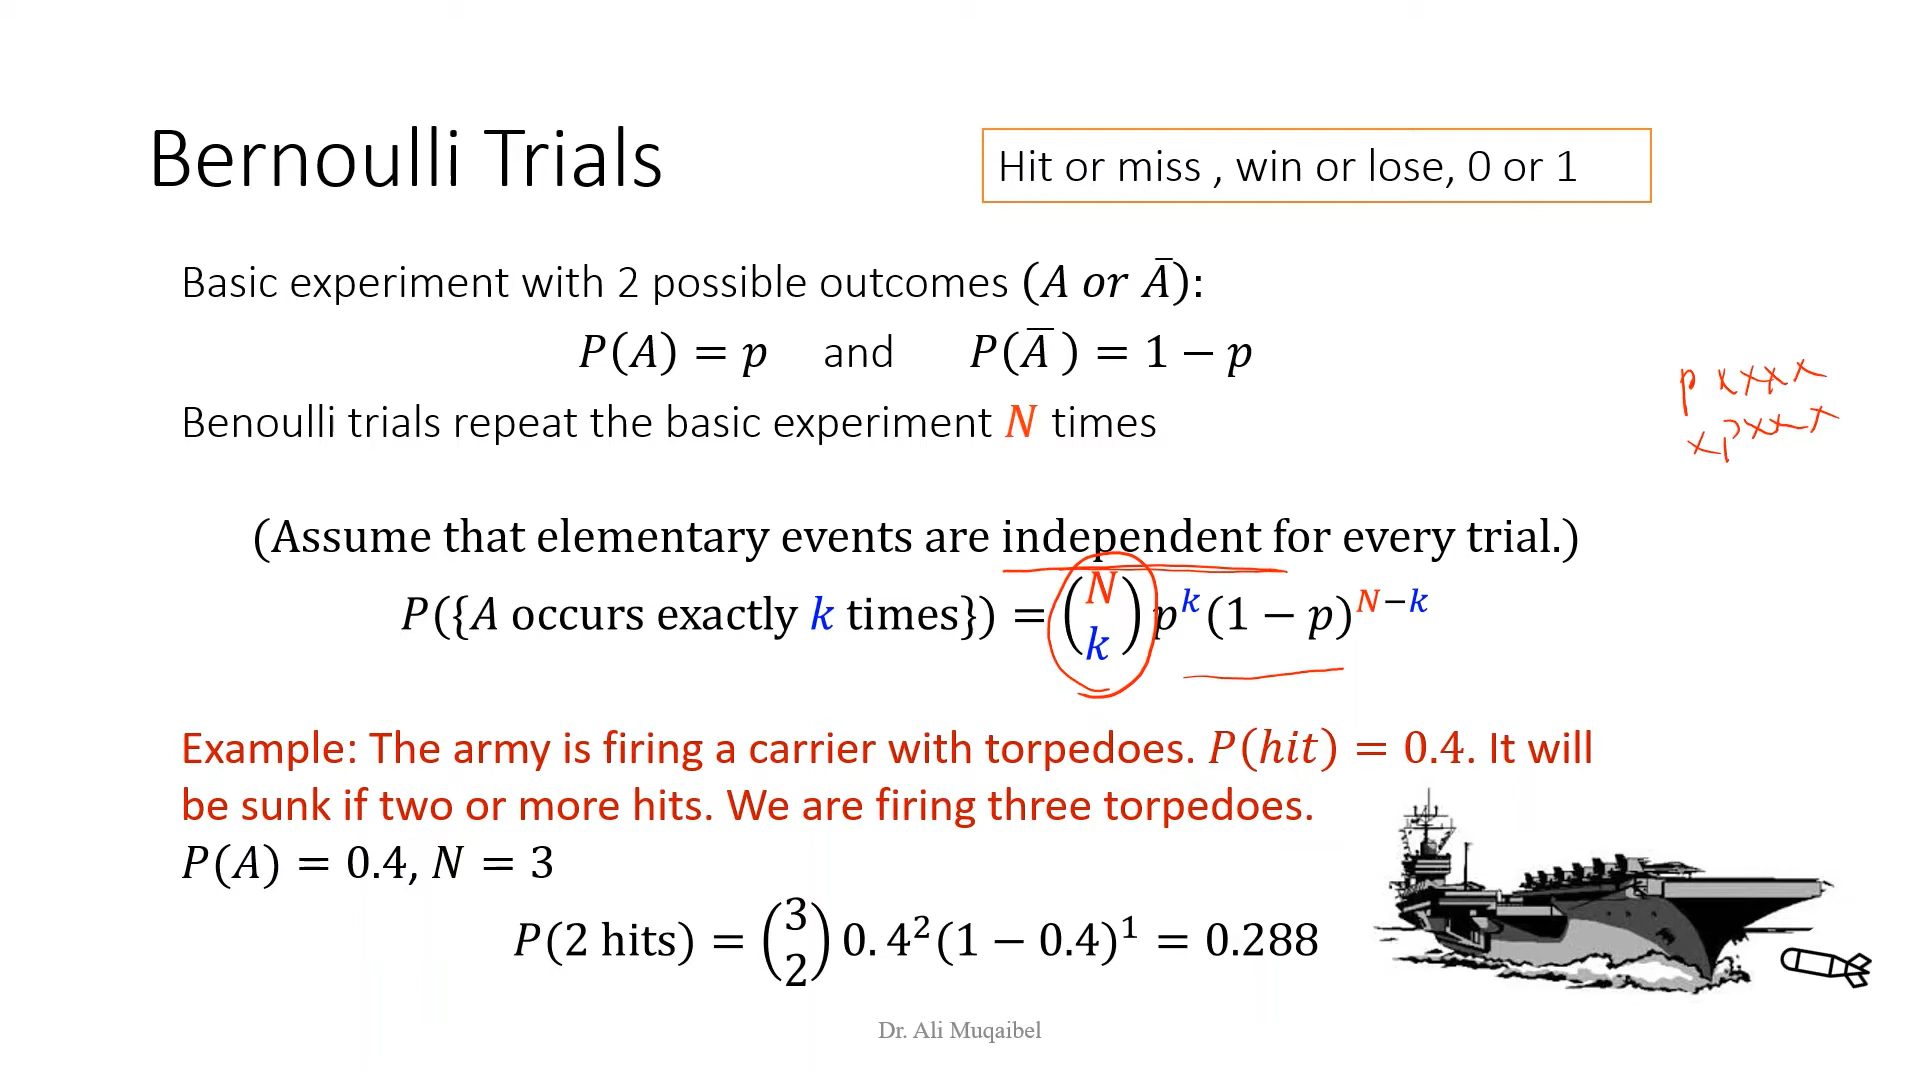 Bernoulli Trials
Hit or miss , win or lose, 0 or 1
Basic experiment with 2 possible outcomes (A or A̅):
P(A) = p and P(A̅ ) = 1 − p
p x x x x
Benoulli trials repeat the basic experiment N times
x p x x x
(Assume that elementary events are independent for every trial.)
P({A occurs exactly k times}) = (N k) p^k (1 − p)^{N−k}
Example: The army is firing a carrier with torpedoes. P(hit) = 0.4. It will
be sunk if two or more hits. We are firing three torpedoes.
P(A) = 0.4, N = 3
P(2 hits) = (3 2) 0.4² (1 − 0.4)¹ = 0.288
Dr. Ali Muqaibel